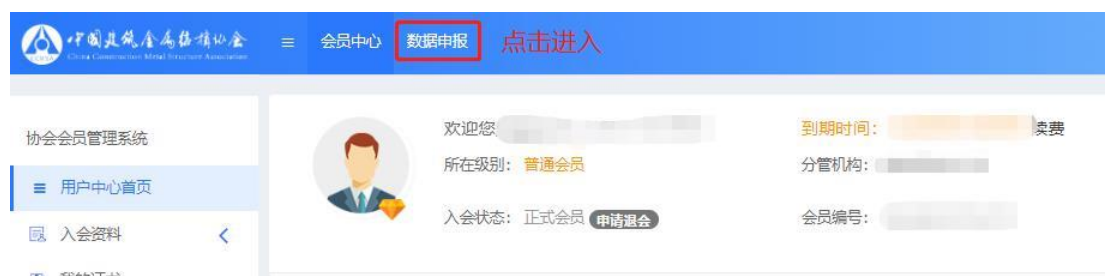 中国建筑金属结构协会
China Construction Metal Structure Association
≡ 会员中心 数据申报 点击进入
协会会员管理系统
用户中心首页
入会资料
欢迎您
到期时间:
续费
所在级别: 普通会员
分管机构:
入会状态: 正式会员 申请退会
会员编号: